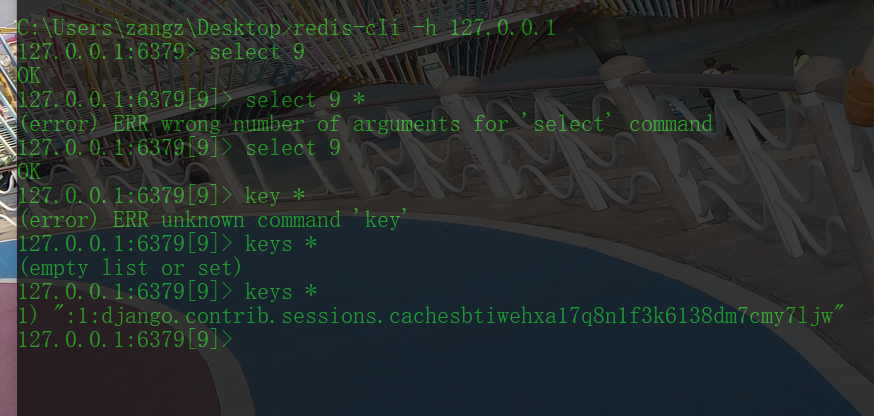 C:\Users\zangz\Desktop>redis-cli -h 127.0.0.1
127.0.0.1:6379> select 9
OK
127.0.0.1:6379[9]> select 9 *
(error) ERR wrong number of arguments for 'select' command
127.0.0.1:6379[9]> select 9
OK
127.0.0.1:6379[9]> key *
(error) ERR unknown command 'key'
127.0.0.1:6379[9]> keys *
(empty list or set)
127.0.0.1:6379[9]> keys *
1) ":1:django.contrib.sessions.cachesbtiwehxa17q8n1f3k6138dm7cmy7ljw"
127.0.0.1:6379[9]>